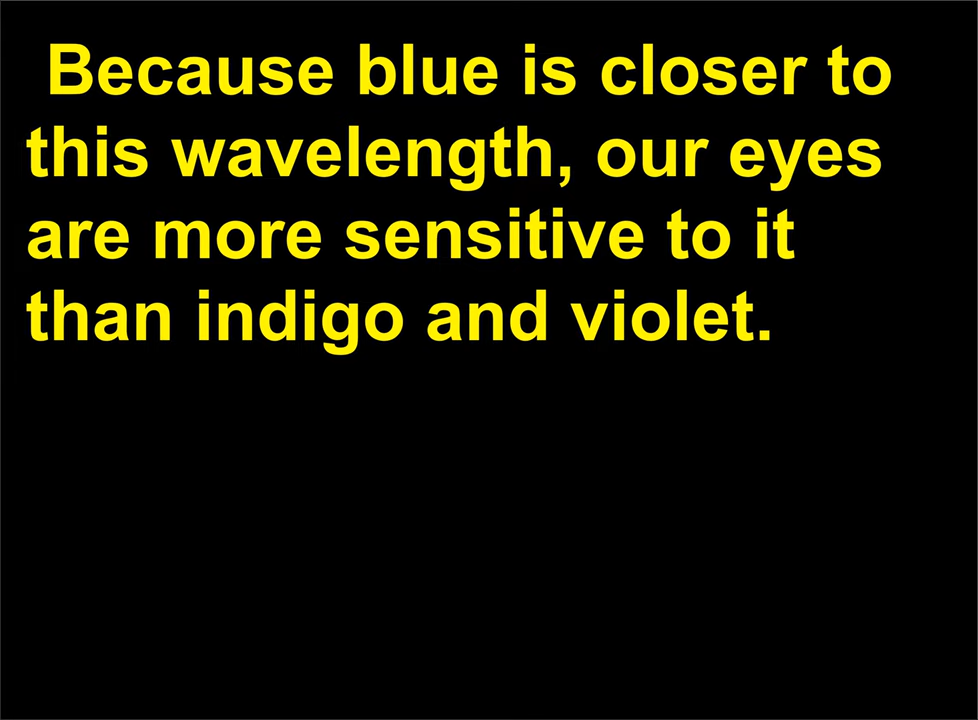 Because blue is closer to
this wavelength, our eyes
are more sensitive to it
than indigo and violet.